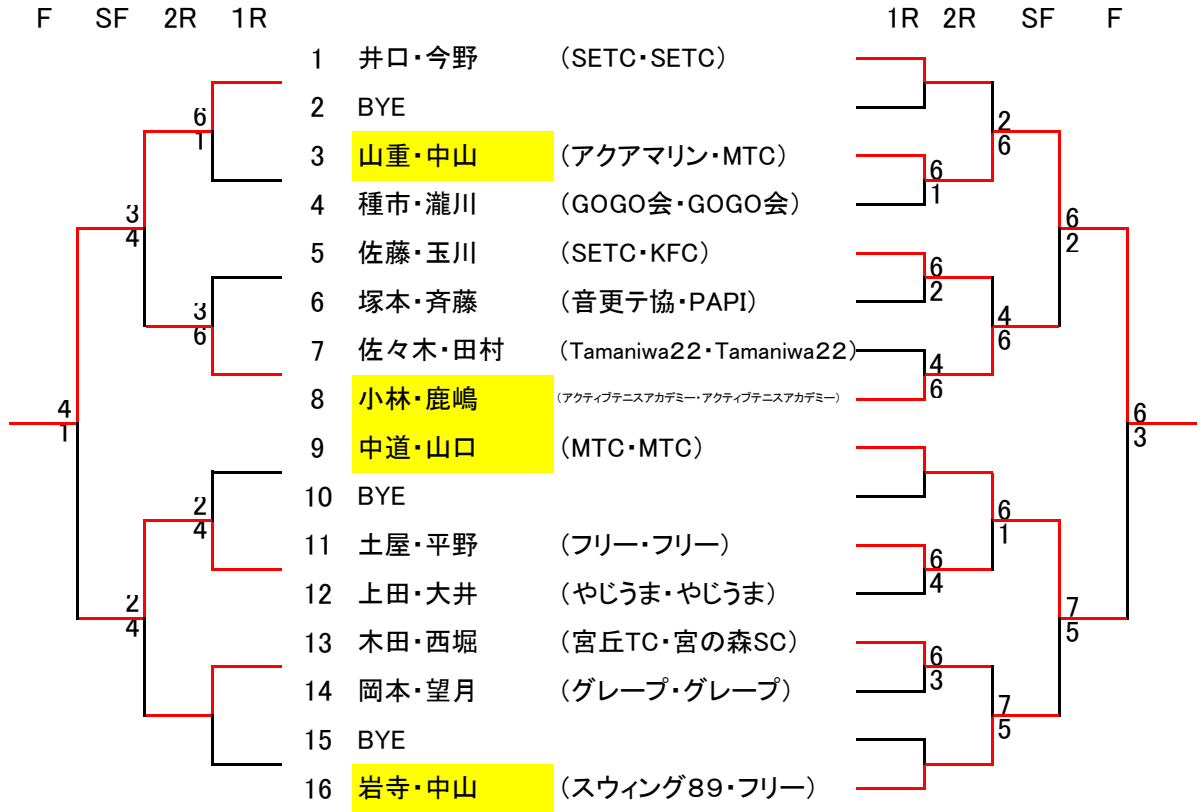 F SF 2R 1R 1R 2R SF F
1 井口・今野 (SETC・SETC)
2 BYE
6 2
1 6
3 山重・中山 (アクアマリン・MTC) 6
4 種市・瀧川 (GOGO会・GOGO会) 1
3 6
4 2
5 佐藤・玉川 (SETC・KFC) 6
6 塚本・斉藤 (音更テ協・PAPI) 2
3 4
6 6
7 佐々木・田村 (Tamaniwa22・Tamaniwa22) 4
8 小林・鹿嶋 (アクティブテニスアカデミー・アクティブテニスアカデミー) 6
4 6
1 3
9 中道・山口 (MTC・MTC)
10 BYE
2 6
4 1
11 土屋・平野 (フリー・フリー) 6
12 上田・大井 (やじうま・やじうま) 4
2 7
4 5
13 木田・西堀 (宮丘TC・宮の森SC) 6
14 岡本・望月 (グレープ・グレープ) 3
7
5
15 BYE
16 岩寺・中山 (スウィング89・フリー)